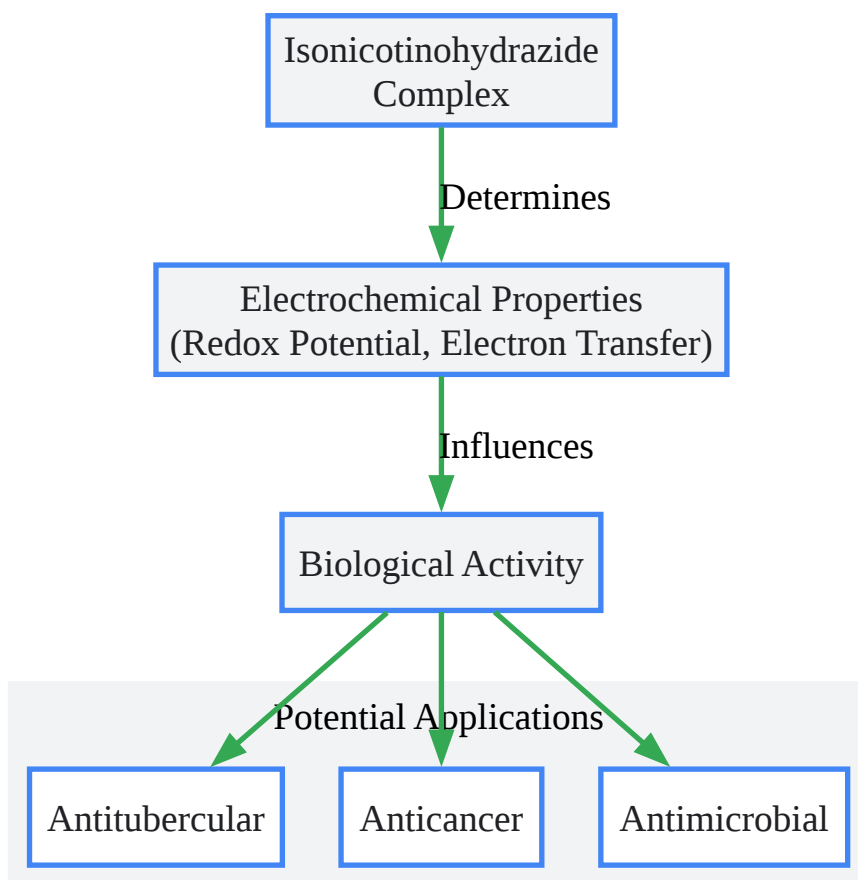 Isonicotinohydrazide
Complex
Determines
Electrochemical Properties
(Redox Potential, Electron Transfer)
Influences
Biological Activity
Potential Applications
Antitubercular
Anticancer
Antimicrobial